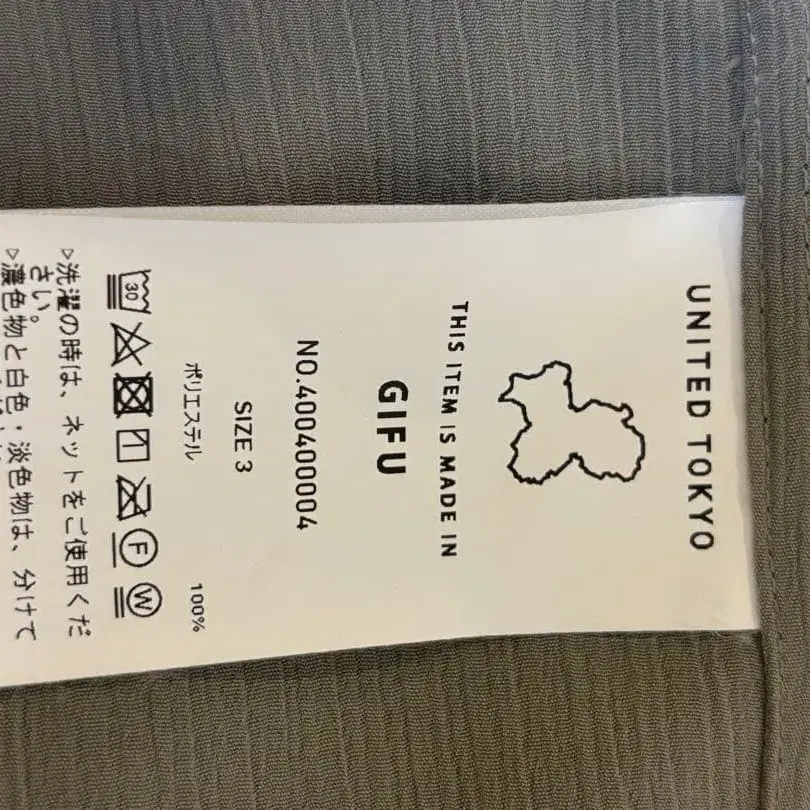 UNITED TOKYO
THIS ITEM IS MADE IN
GIFU
NO.400400004
SIZE 3
ポリエステル 100%
30
F
W
▷洗濯の時は、ネットをご使用くだ
さい。
▷濃色物と白色・淡色物は、分けて